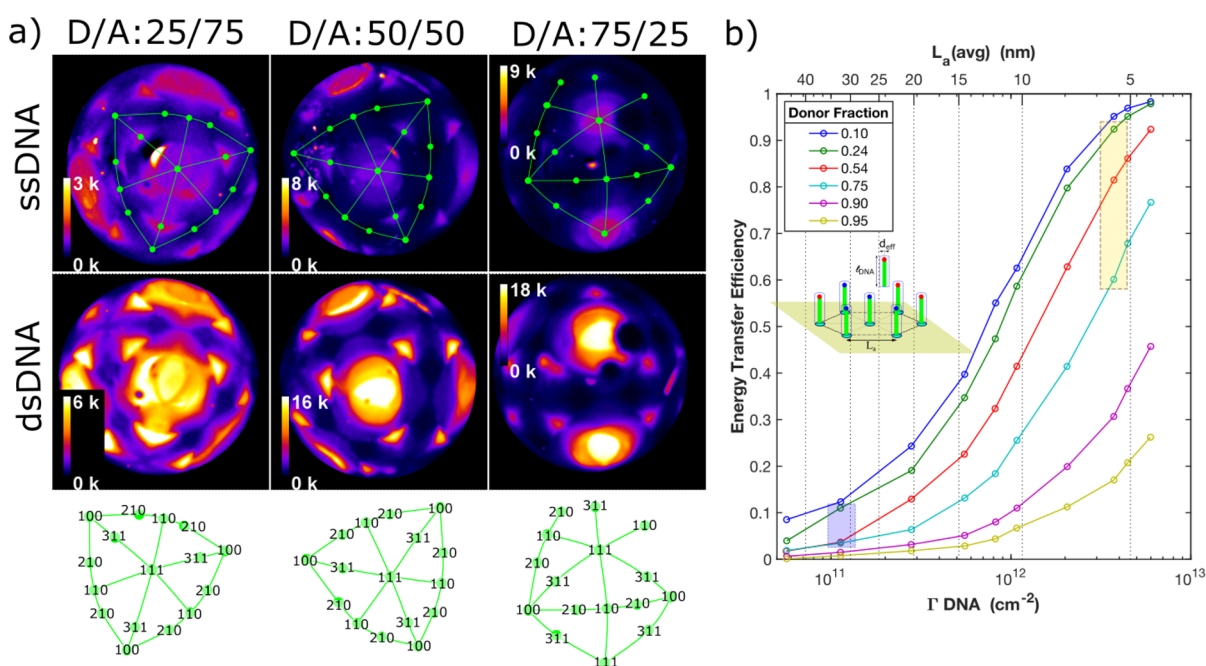 a)
D/A:25/75 D/A:50/50 D/A:75/25
ssDNA
3 k
0 k
8 k
0 k
9 k
0 k
dsDNA
6 k
0 k
16 k
0 k
18 k
0 k
100 210 110 210
311 311 100
210 111
110 210
210 311 110
100
210 100
110
311
210
100 311 111 110
210 311
110 210
100
311
210 110
110 111
311 311
100 210 110 210 100
311 311
111
b)
Lₐ(avg) (nm)
40 30 25 20 15 10 5
Energy Transfer Efficiency
1
0.9
0.8
0.7
0.6
0.5
0.4
0.3
0.2
0.1
0
Donor Fraction
0.10
0.24
0.54
0.75
0.90
0.95
d_eff
ℓ_DNA
Lₐ
10¹¹ 10¹² 10¹³
Γ DNA (cm⁻²)